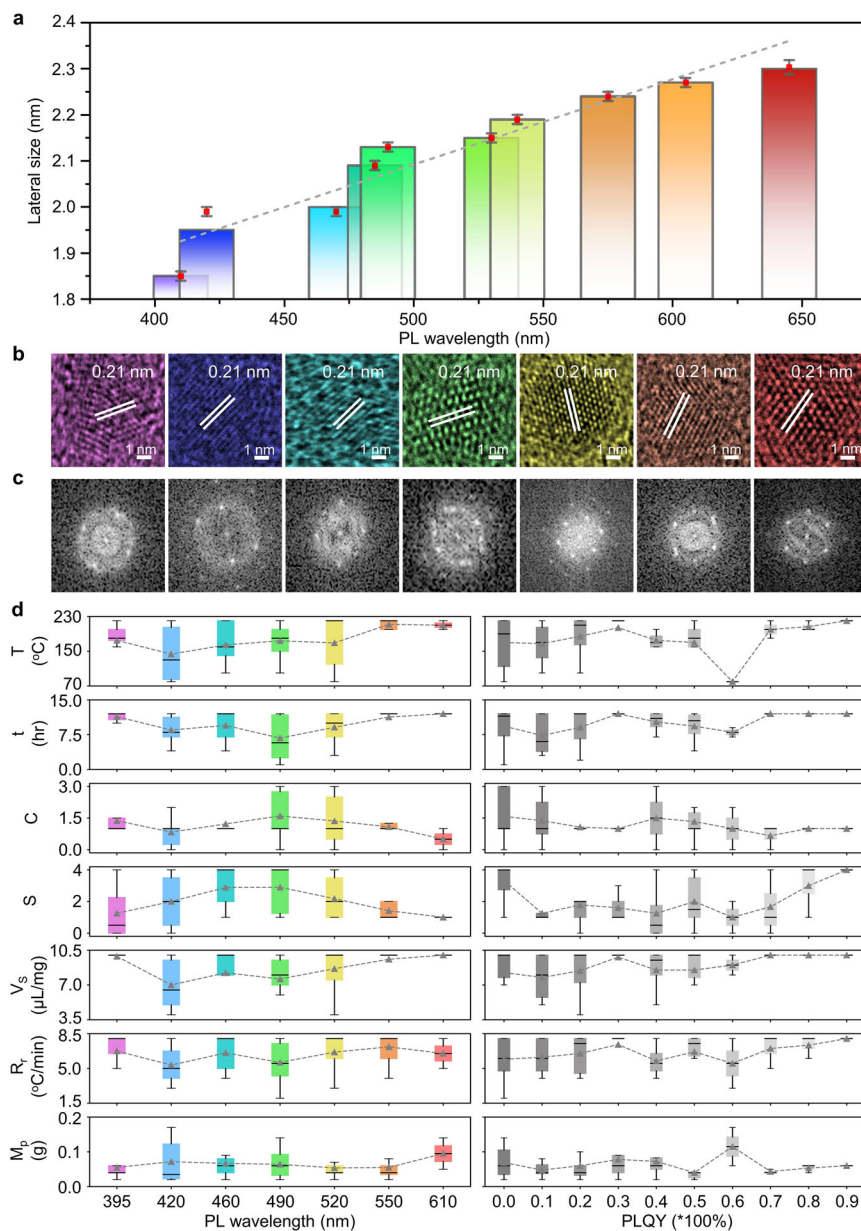 a
2.4
2.3
2.2
2.1
2.0
1.9
1.8
Lateral size (nm)
400 450 500 550 600 650
PL wavelength (nm)
b
0.21 nm 0.21 nm 0.21 nm 0.21 nm 0.21 nm 0.21 nm 0.21 nm
1 nm 1 nm 1 nm 1 nm 1 nm 1 nm 1 nm
c
d
T
(°C)
230
150
70
t
(hr)
15.0
7.5
0.0
C
3.0
1.5
0.0
S
4
2
0
Vs
(μL/mg)
10.5
7.0
3.5
Rr
(°C/min)
8.5
5.0
1.5
Mp
(g)
0.2
0.1
0.0
395 420 460 490 520 550 610
PL wavelength (nm)
0.0 0.1 0.2 0.3 0.4 0.5 0.6 0.7 0.8 0.9
PLQY (*100%)